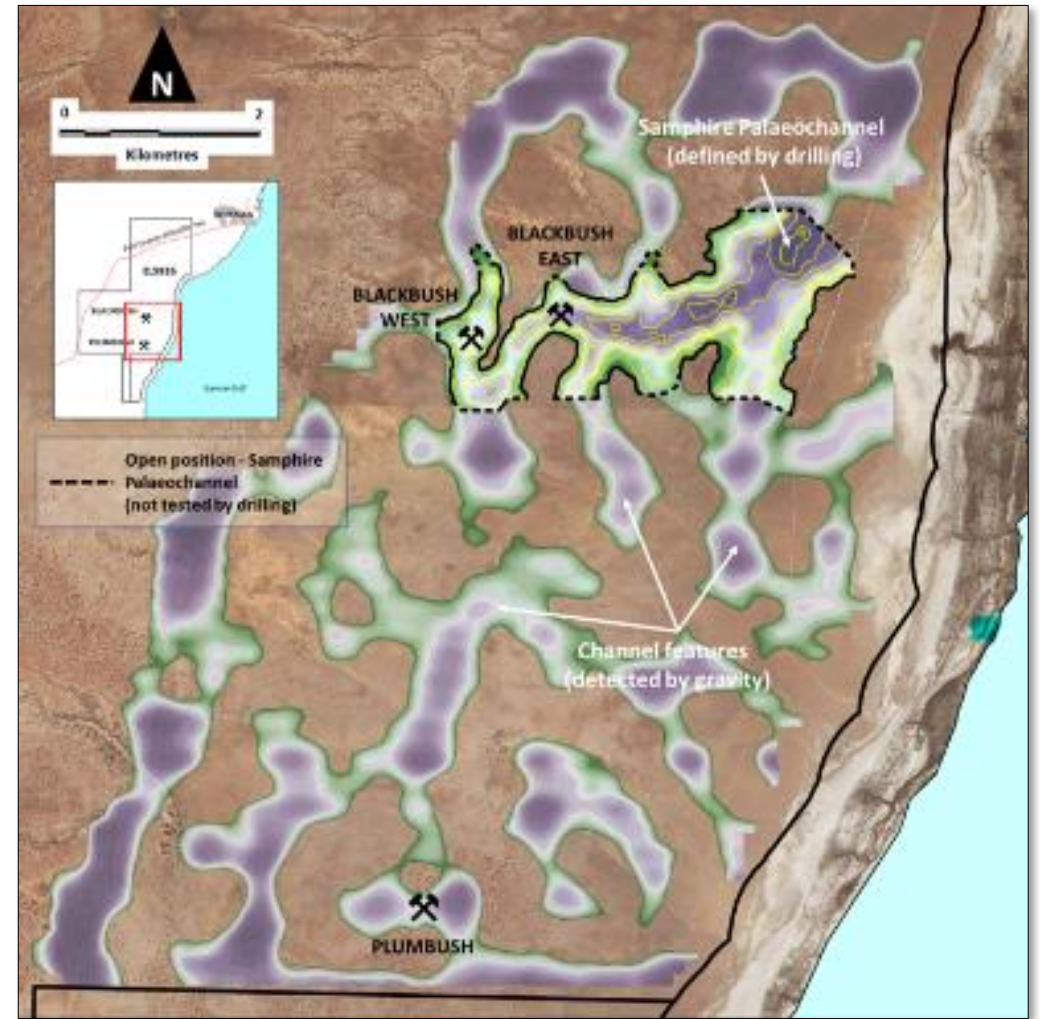 N
0 2
Kilometres
Samphire Palaeochannel
(defined by drilling)
BLACKBUSH
EAST
BLACKBUSH
WEST
Open position - Samphire
Palaeochannel
(not tested by drilling)
Channel features
(detected by gravity)
PLUMBUSH